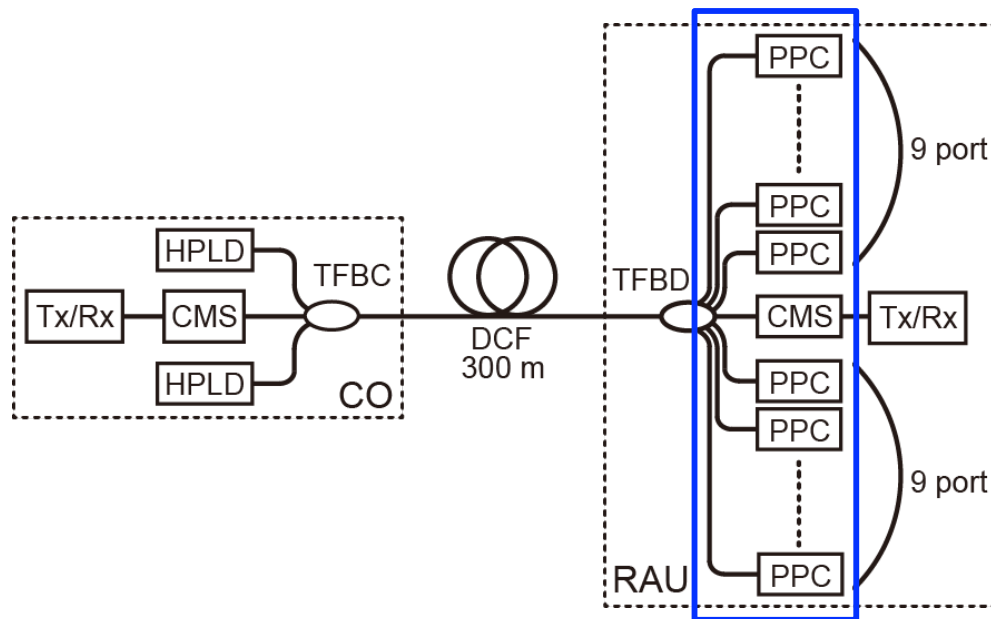 PPC
9 port
PPC
HPLD
TFBC
TFBD
PPC
Tx/Rx
CMS
CMS
Tx/Rx
DCF
300 m
HPLD
CO
PPC
PPC
9 port
RAU
PPC